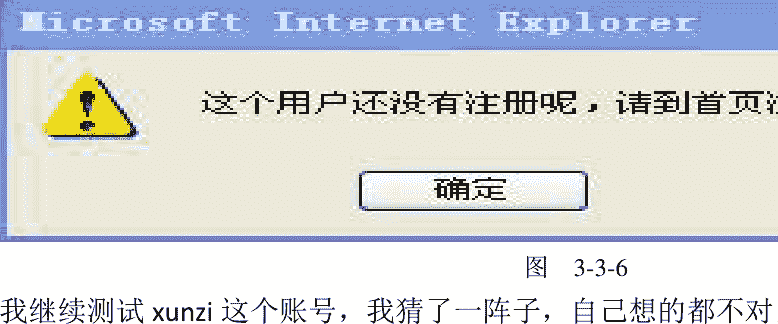 Microsoft Internet Explorer
这个用户还没有注册呢，请到首页注
确定
图 3-3-6
我继续测试 xunzi 这个账号，我猜了一阵子，自己想的都不对